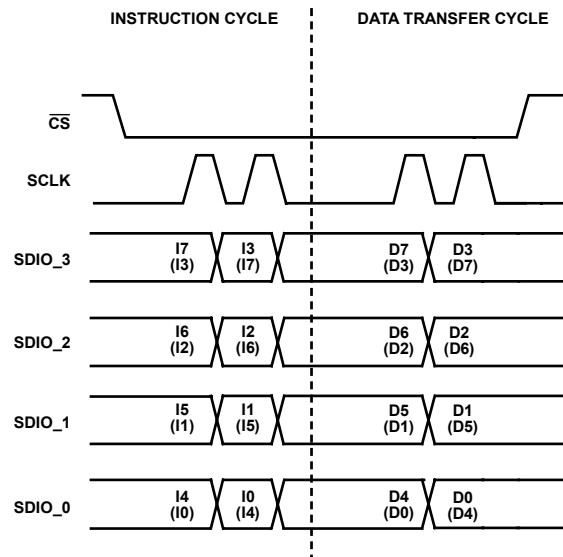 INSTRUCTION CYCLE DATA TRANSFER CYCLE
CS
SCLK
SDIO_3 I7 I3 D7 D3
(I3) (I7) (D3) (D7)
SDIO_2 I6 I2 D6 D2
(I2) (I6) (D2) (D6)
SDIO_1 I5 I1 D5 D1
(I1) (I5) (D1) (D5)
SDIO_0 I4 I0 D4 D0
(I0) (I4) (D0) (D4)